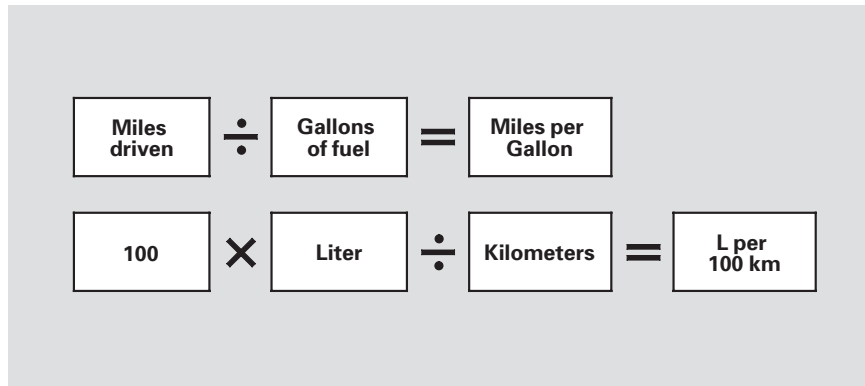 Miles driven ÷ Gallons of fuel = Miles per Gallon
100 × Liter ÷ Kilometers = L per 100 km